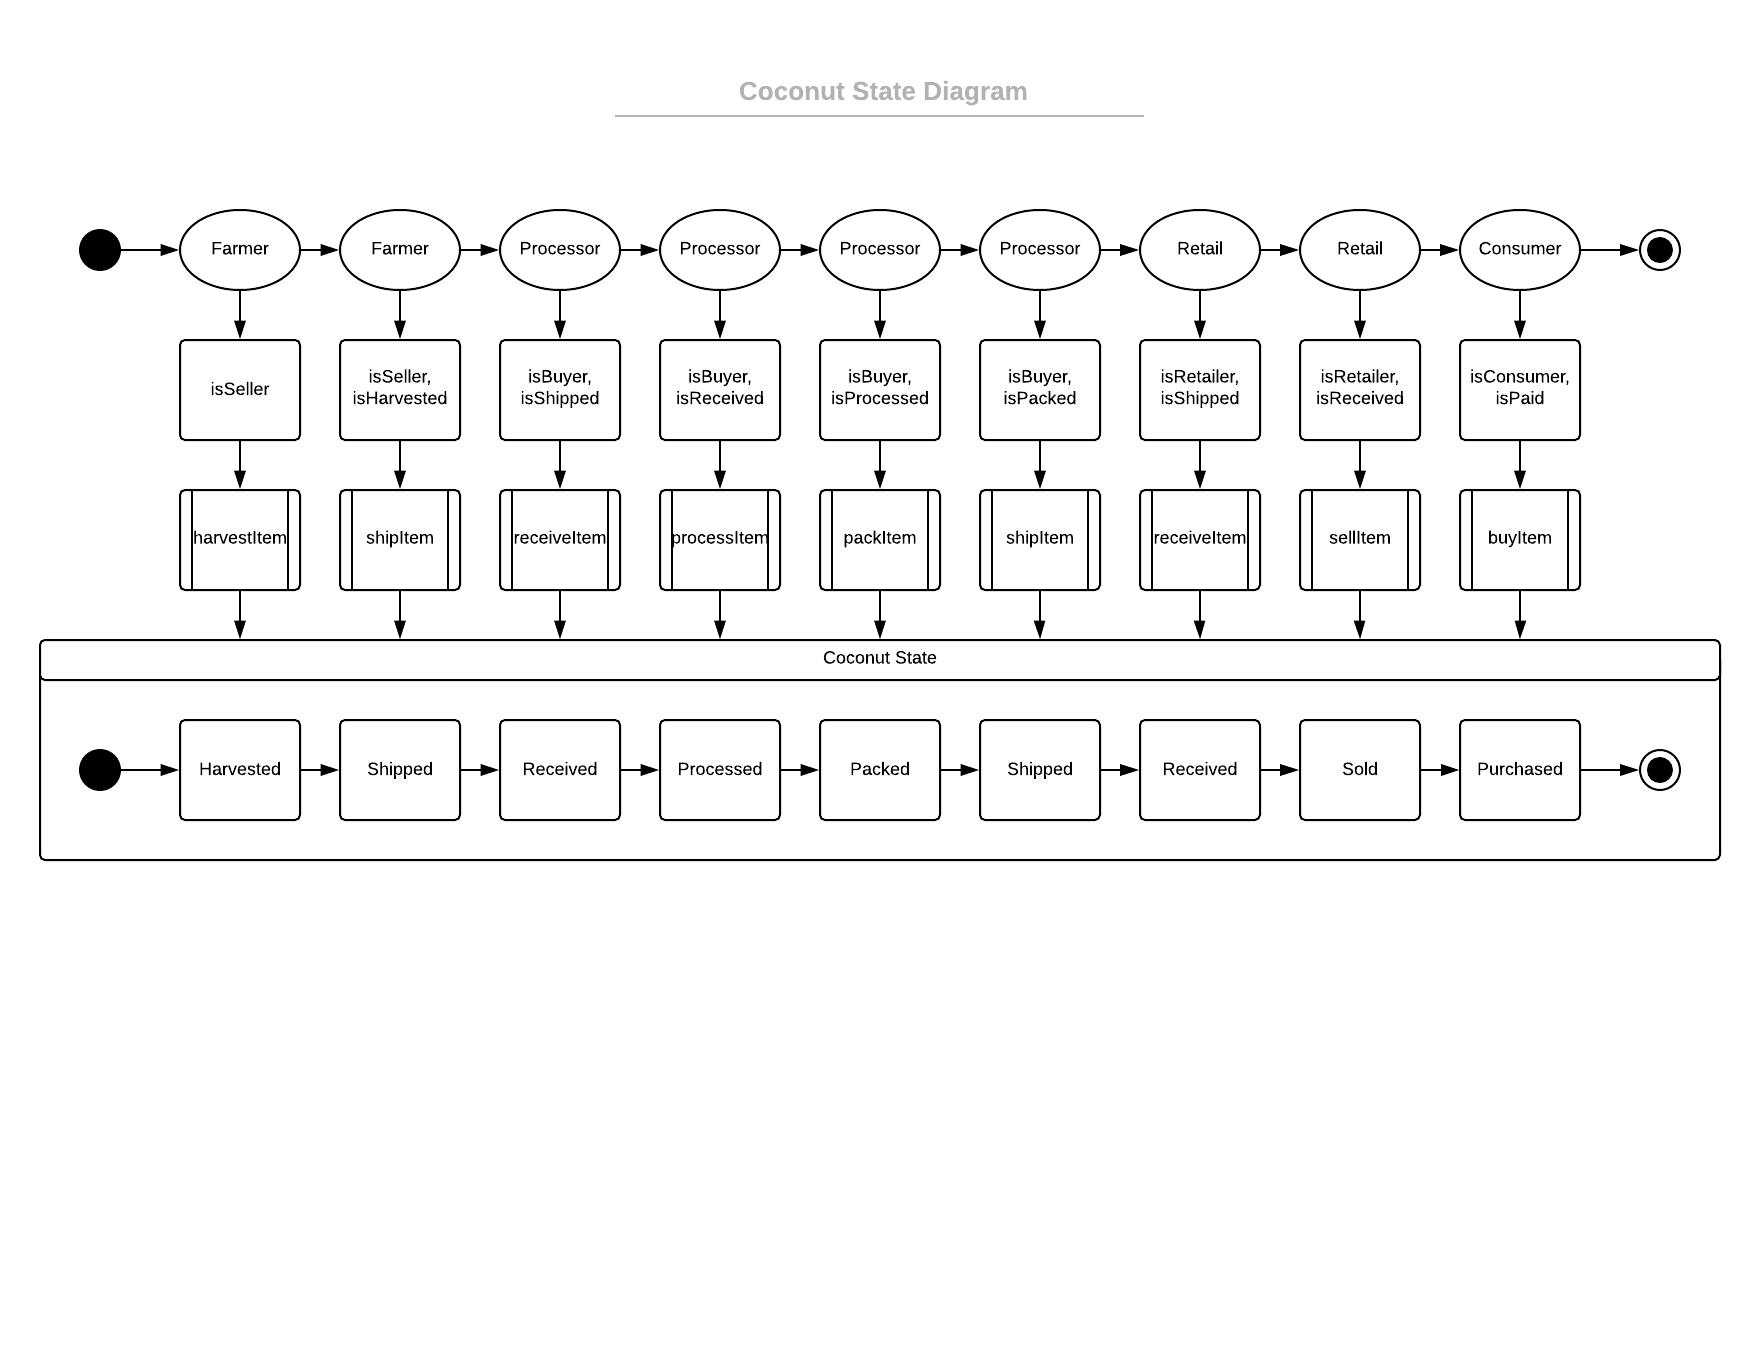 Coconut State Diagram
Farmer
Farmer
Processor
Processor
Processor
Processor
Retail
Retail
Consumer
isSeller
isSeller,
isHarvested
isBuyer,
isShipped
isBuyer,
isReceived
isBuyer,
isProcessed
isBuyer,
isPacked
isRetailer,
isShipped
isRetailer,
isReceived
isConsumer,
isPaid
harvestItem
shipItem
receiveItem
processItem
packItem
shipItem
receiveItem
sellItem
buyItem
Coconut State
Harvested
Shipped
Received
Processed
Packed
Shipped
Received
Sold
Purchased